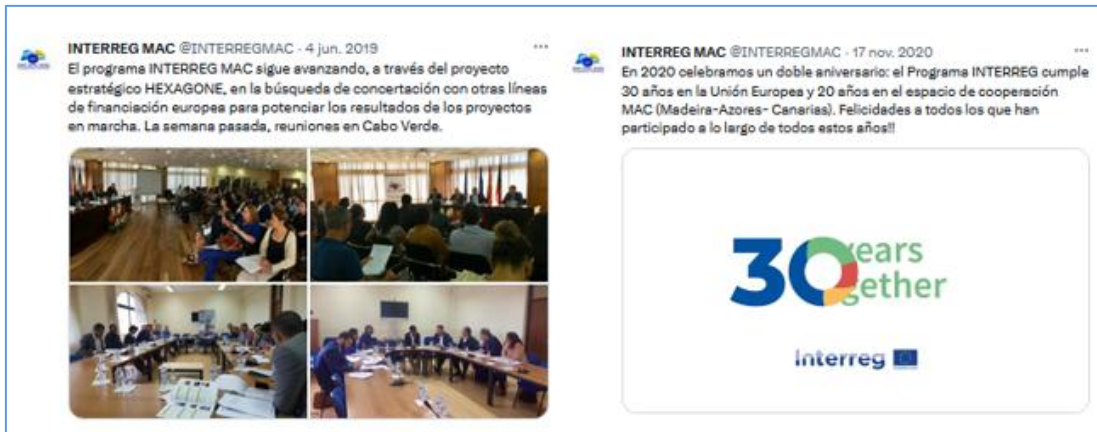 INTERREG MAC @INTERREGMAC · 4 jun. 2019
El programa INTERREG MAC sigue avanzando, a través del proyecto
estratégico HEXAGONE, en la búsqueda de concertación con otras líneas
de financiación europea para potenciar los resultados de los proyectos
en marcha. La semana pasada, reuniones en Cabo Verde.
INTERREG MAC @INTERREGMAC · 17 nov. 2020
En 2020 celebramos un doble aniversario: el Programa INTERREG cumple
30 años en la Unión Europea y 20 años en el espacio de cooperación
MAC (Madeira-Azores- Canarias). Felicidades a todos los que han
participado a lo largo de todos estos años!!!
30 years
together
Interreg